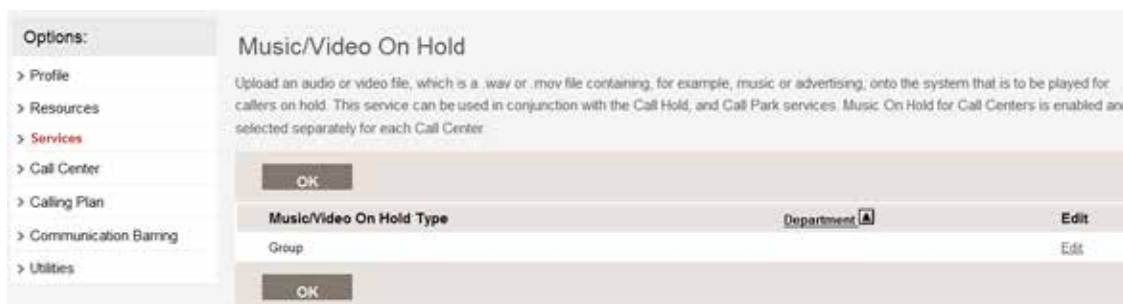 Options:
> Profile
> Resources
> Services
> Call Center
> Calling Plan
> Communication Barring
> Utilities
Music/Video On Hold
Upload an audio or video file, which is a .wav or .mov file containing, for example, music or advertising, onto the system that is to be played for
callers on hold. This service can be used in conjunction with the Call Hold, and Call Park services. Music On Hold for Call Centers is enabled
selected separately for each Call Center.
OK
Music/Video On Hold Type Department Edit
Group Edit
OK